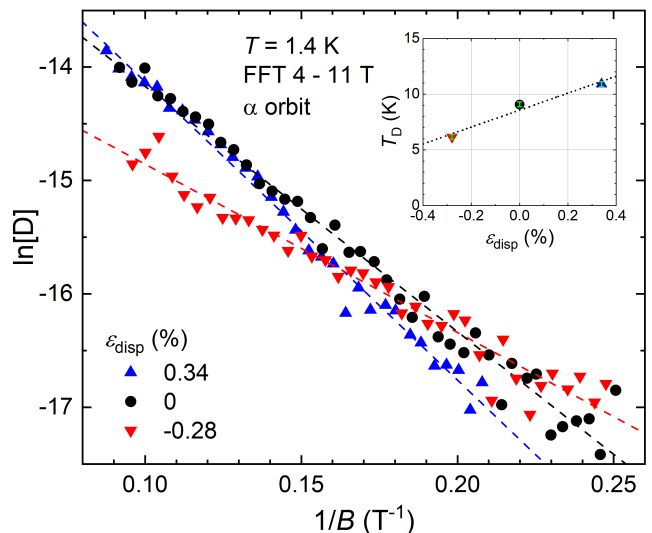 T = 1.4 K
FFT 4 - 11 T
α orbit
15
10
5
0
-0.4 -0.2 0.0 0.2 0.4
T_D (K)
ε_disp (%)
-14
-15
-16
-17
ln[D]
ε_disp (%)
0.34
0
-0.28
0.10 0.15 0.20 0.25
1/B (T⁻¹)